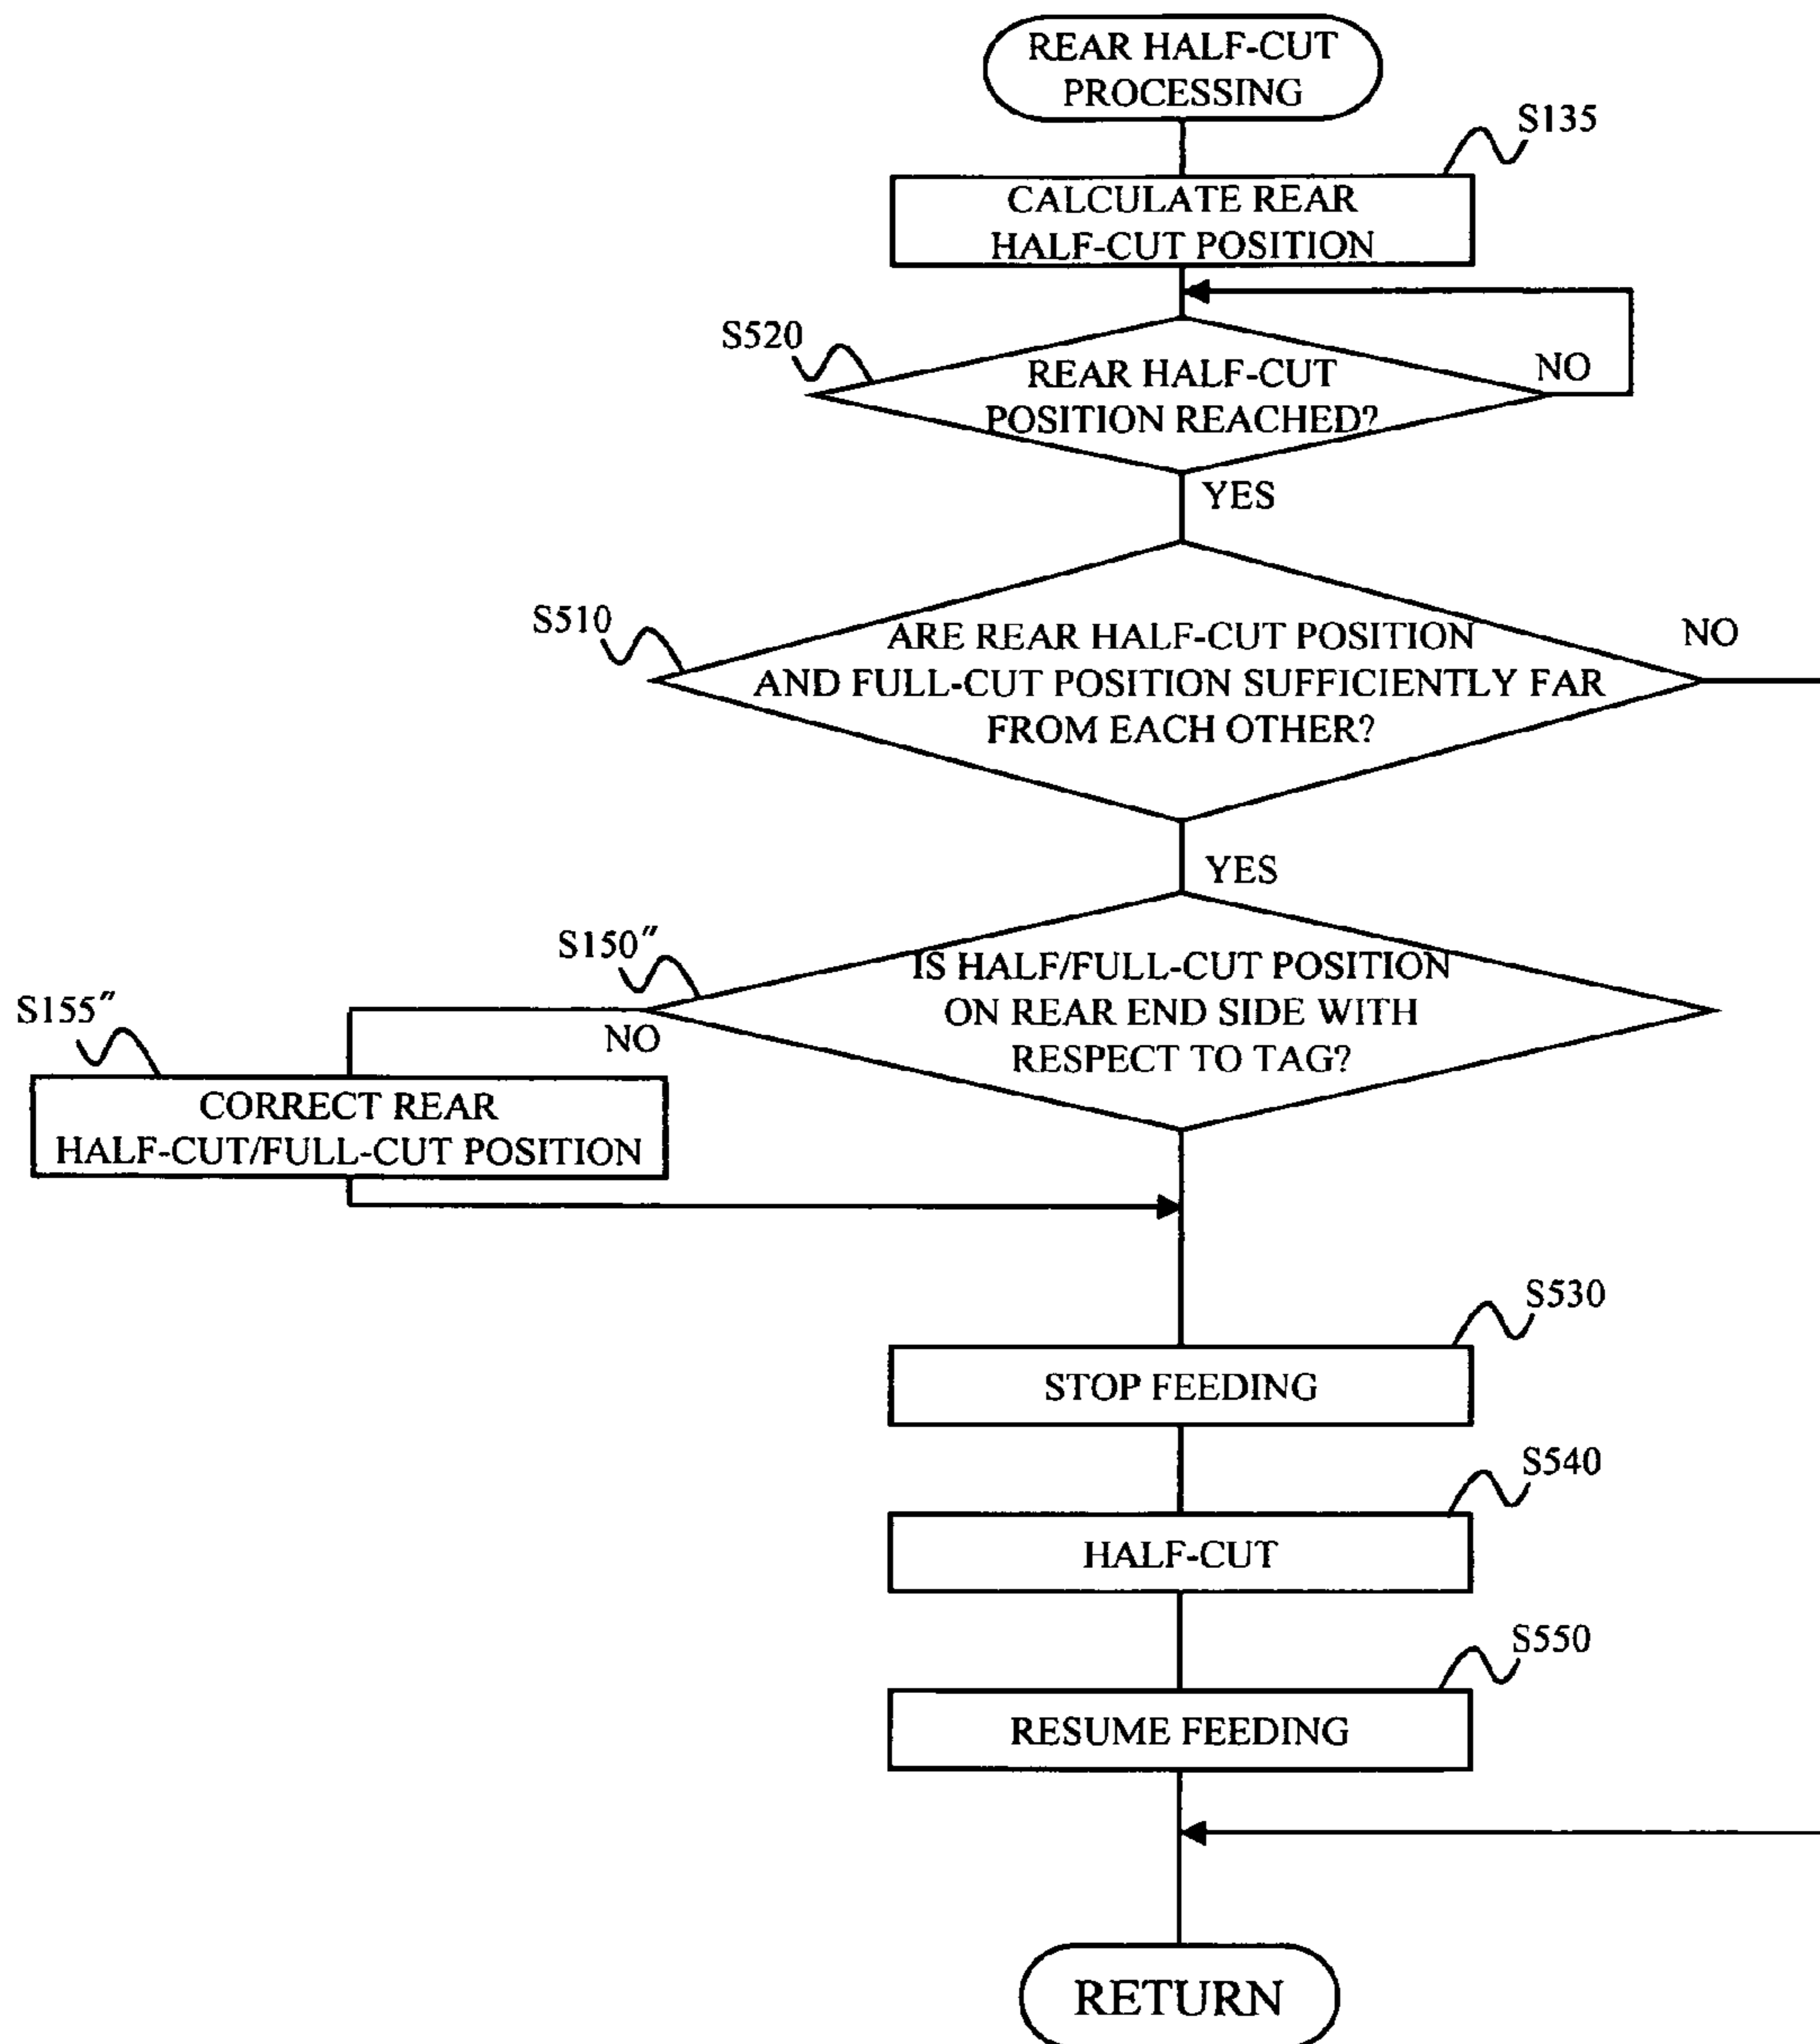 REAR HALF-CUT
PROCESSING
S135
CALCULATE REAR
HALF-CUT POSITION
S520
REAR HALF-CUT
POSITION REACHED?
NO
YES
S510
ARE REAR HALF-CUT POSITION
AND FULL-CUT POSITION SUFFICIENTLY FAR
FROM EACH OTHER?
NO
YES
S150″
IS HALF/FULL-CUT POSITION
ON REAR END SIDE WITH
RESPECT TO TAG?
NO
S155″
CORRECT REAR
HALF-CUT/FULL-CUT POSITION
S530
STOP FEEDING
S540
HALF-CUT
S550
RESUME FEEDING
RETURN